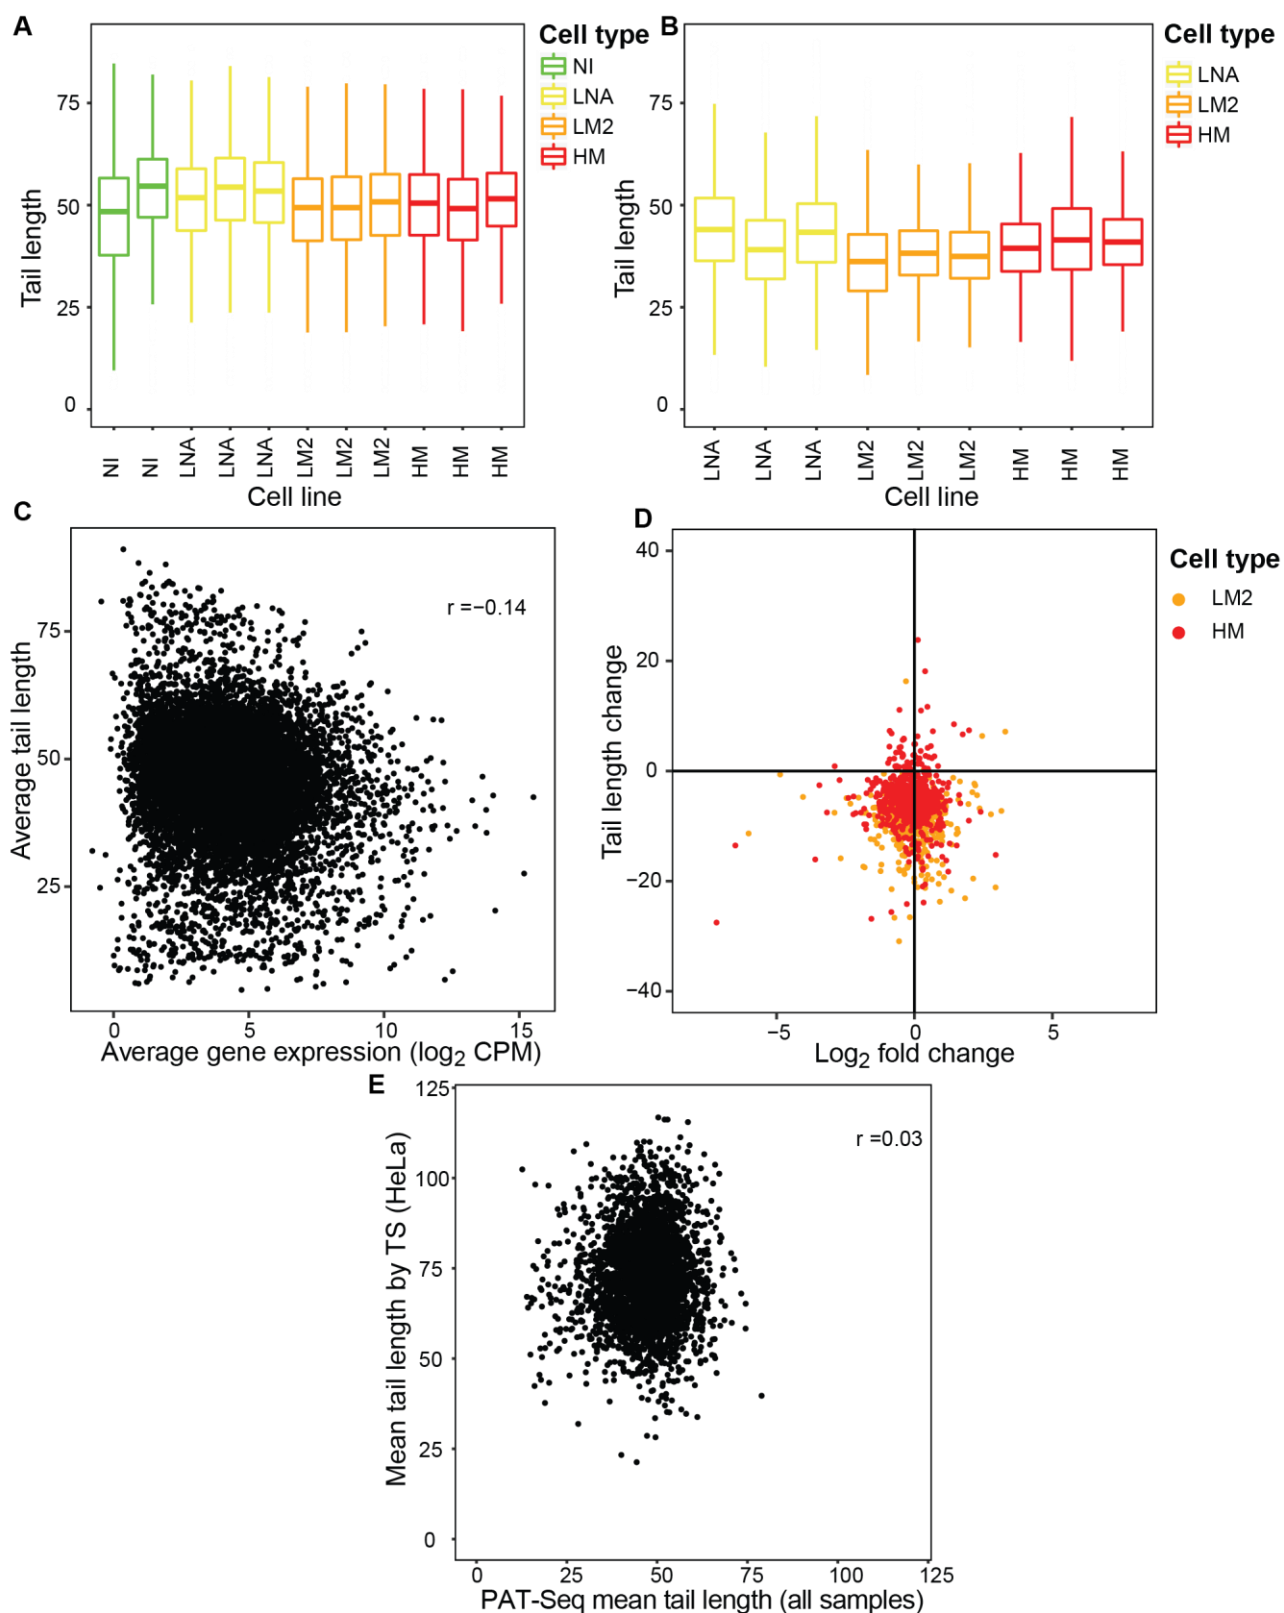 A
Cell type
NI
LNA
LM2
HM
75
50
25
0
Tail length
NI
NI
LNA
LNA
LNA
LM2
LM2
LM2
HM
HM
HM
Cell line
B
Cell type
LNA
LM2
HM
75
50
25
0
Tail length
LNA
LNA
LNA
LM2
LM2
LM2
HM
HM
HM
Cell line
C
r =−0.14
75
50
25
Average tail length
0
5
10
15
Average gene expression (log₂ CPM)
D
Cell type
LM2
HM
40
20
0
−20
−40
Tail length change
−5
0
5
Log₂ fold change
E
r =0.03
125
100
75
50
25
0
Mean tail length by TS (HeLa)
0
25
50
75
100
125
PAT-Seq mean tail length (all samples)